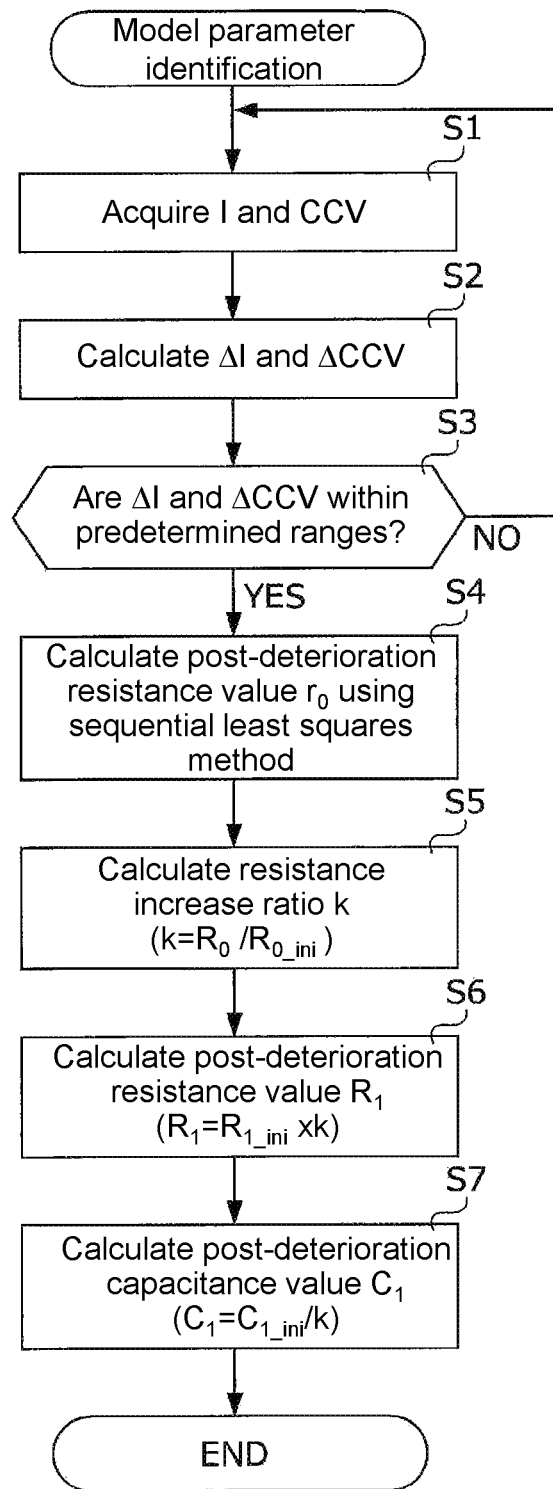 Model parameter
identification
S1
Acquire I and CCV
S2
Calculate ΔI and ΔCCV
S3
Are ΔI and ΔCCV within
predetermined ranges?
NO
YES
S4
Calculate post-deterioration
resistance value r₀ using
sequential least squares
method
S5
Calculate resistance
increase ratio k
(k=R₀ /R₀_ini )
S6
Calculate post-deterioration
resistance value R₁
(R₁=R₁_ini xk)
S7
Calculate post-deterioration
capacitance value C₁
(C₁=C₁_ini/k)
END